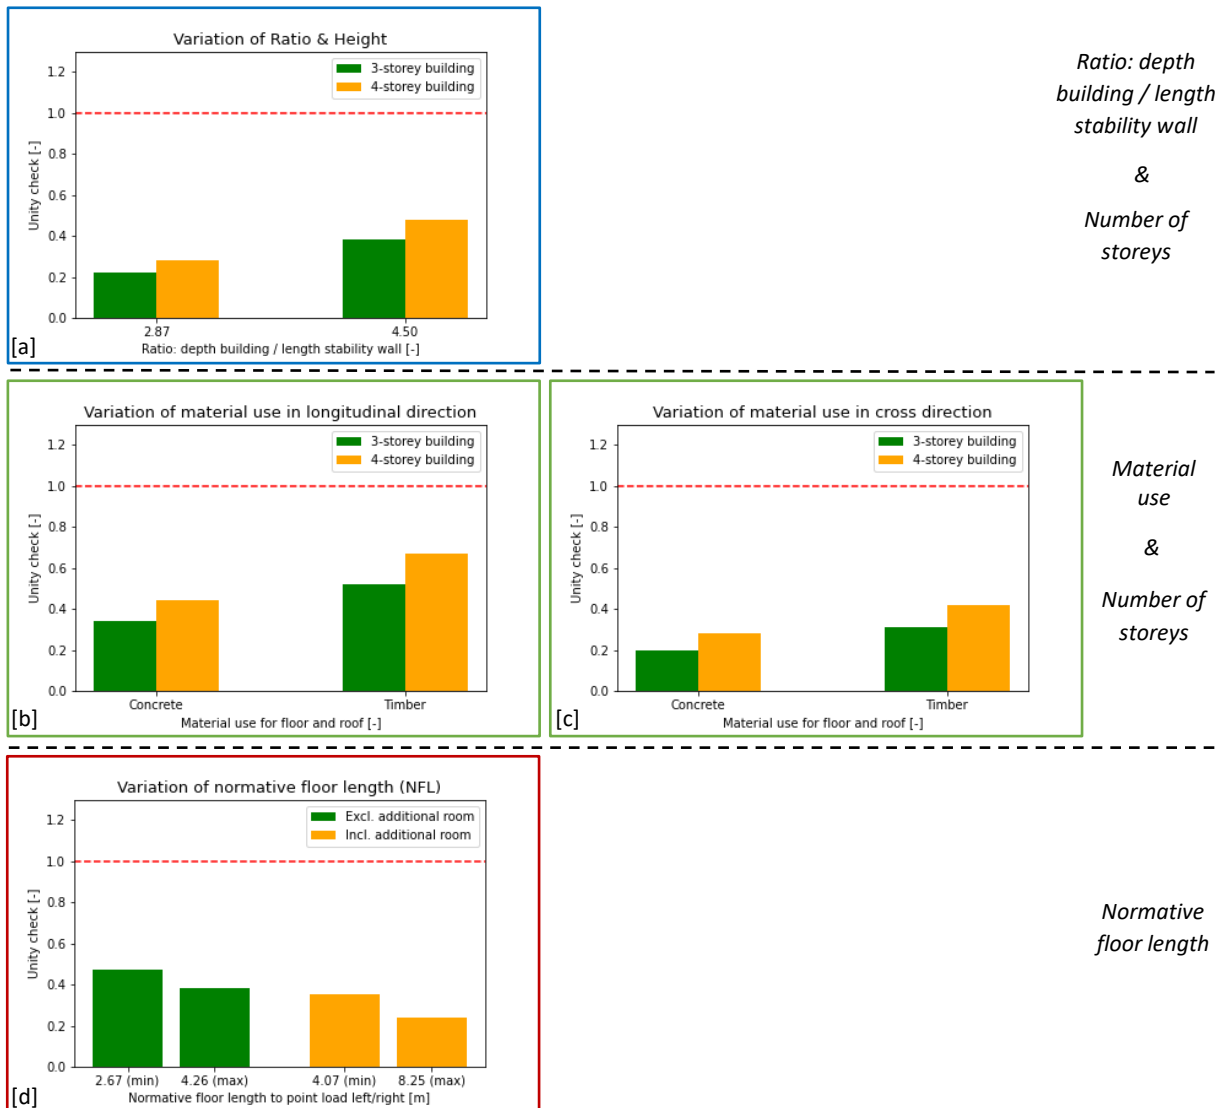 Variation of Ratio & Height
3-storey building
4-storey building
1.2
1.0
0.8
0.6
0.4
0.2
0.0
Unity check [-]
2.87
4.50
Ratio: depth building / length stability wall [-]
[a]
Ratio: depth
building / length
stability wall
&
Number of
storeys
Variation of material use in longitudinal direction
3-storey building
4-storey building
1.2
1.0
0.8
0.6
0.4
0.2
0.0
Unity check [-]
Concrete
Timber
Material use for floor and roof [-]
[b]
Variation of material use in cross direction
3-storey building
4-storey building
1.2
1.0
0.8
0.6
0.4
0.2
0.0
Unity check [-]
Concrete
Timber
Material use for floor and roof [-]
[c]
Material
use
&
Number of
storeys
Variation of normative floor length (NFL)
Excl. additional room
Incl. additional room
1.2
1.0
0.8
0.6
0.4
0.2
0.0
Unity check [-]
2.67 (min)
4.26 (max)
4.07 (min)
8.25 (max)
Normative floor length to point load left/right [m]
[d]
Normative
floor length